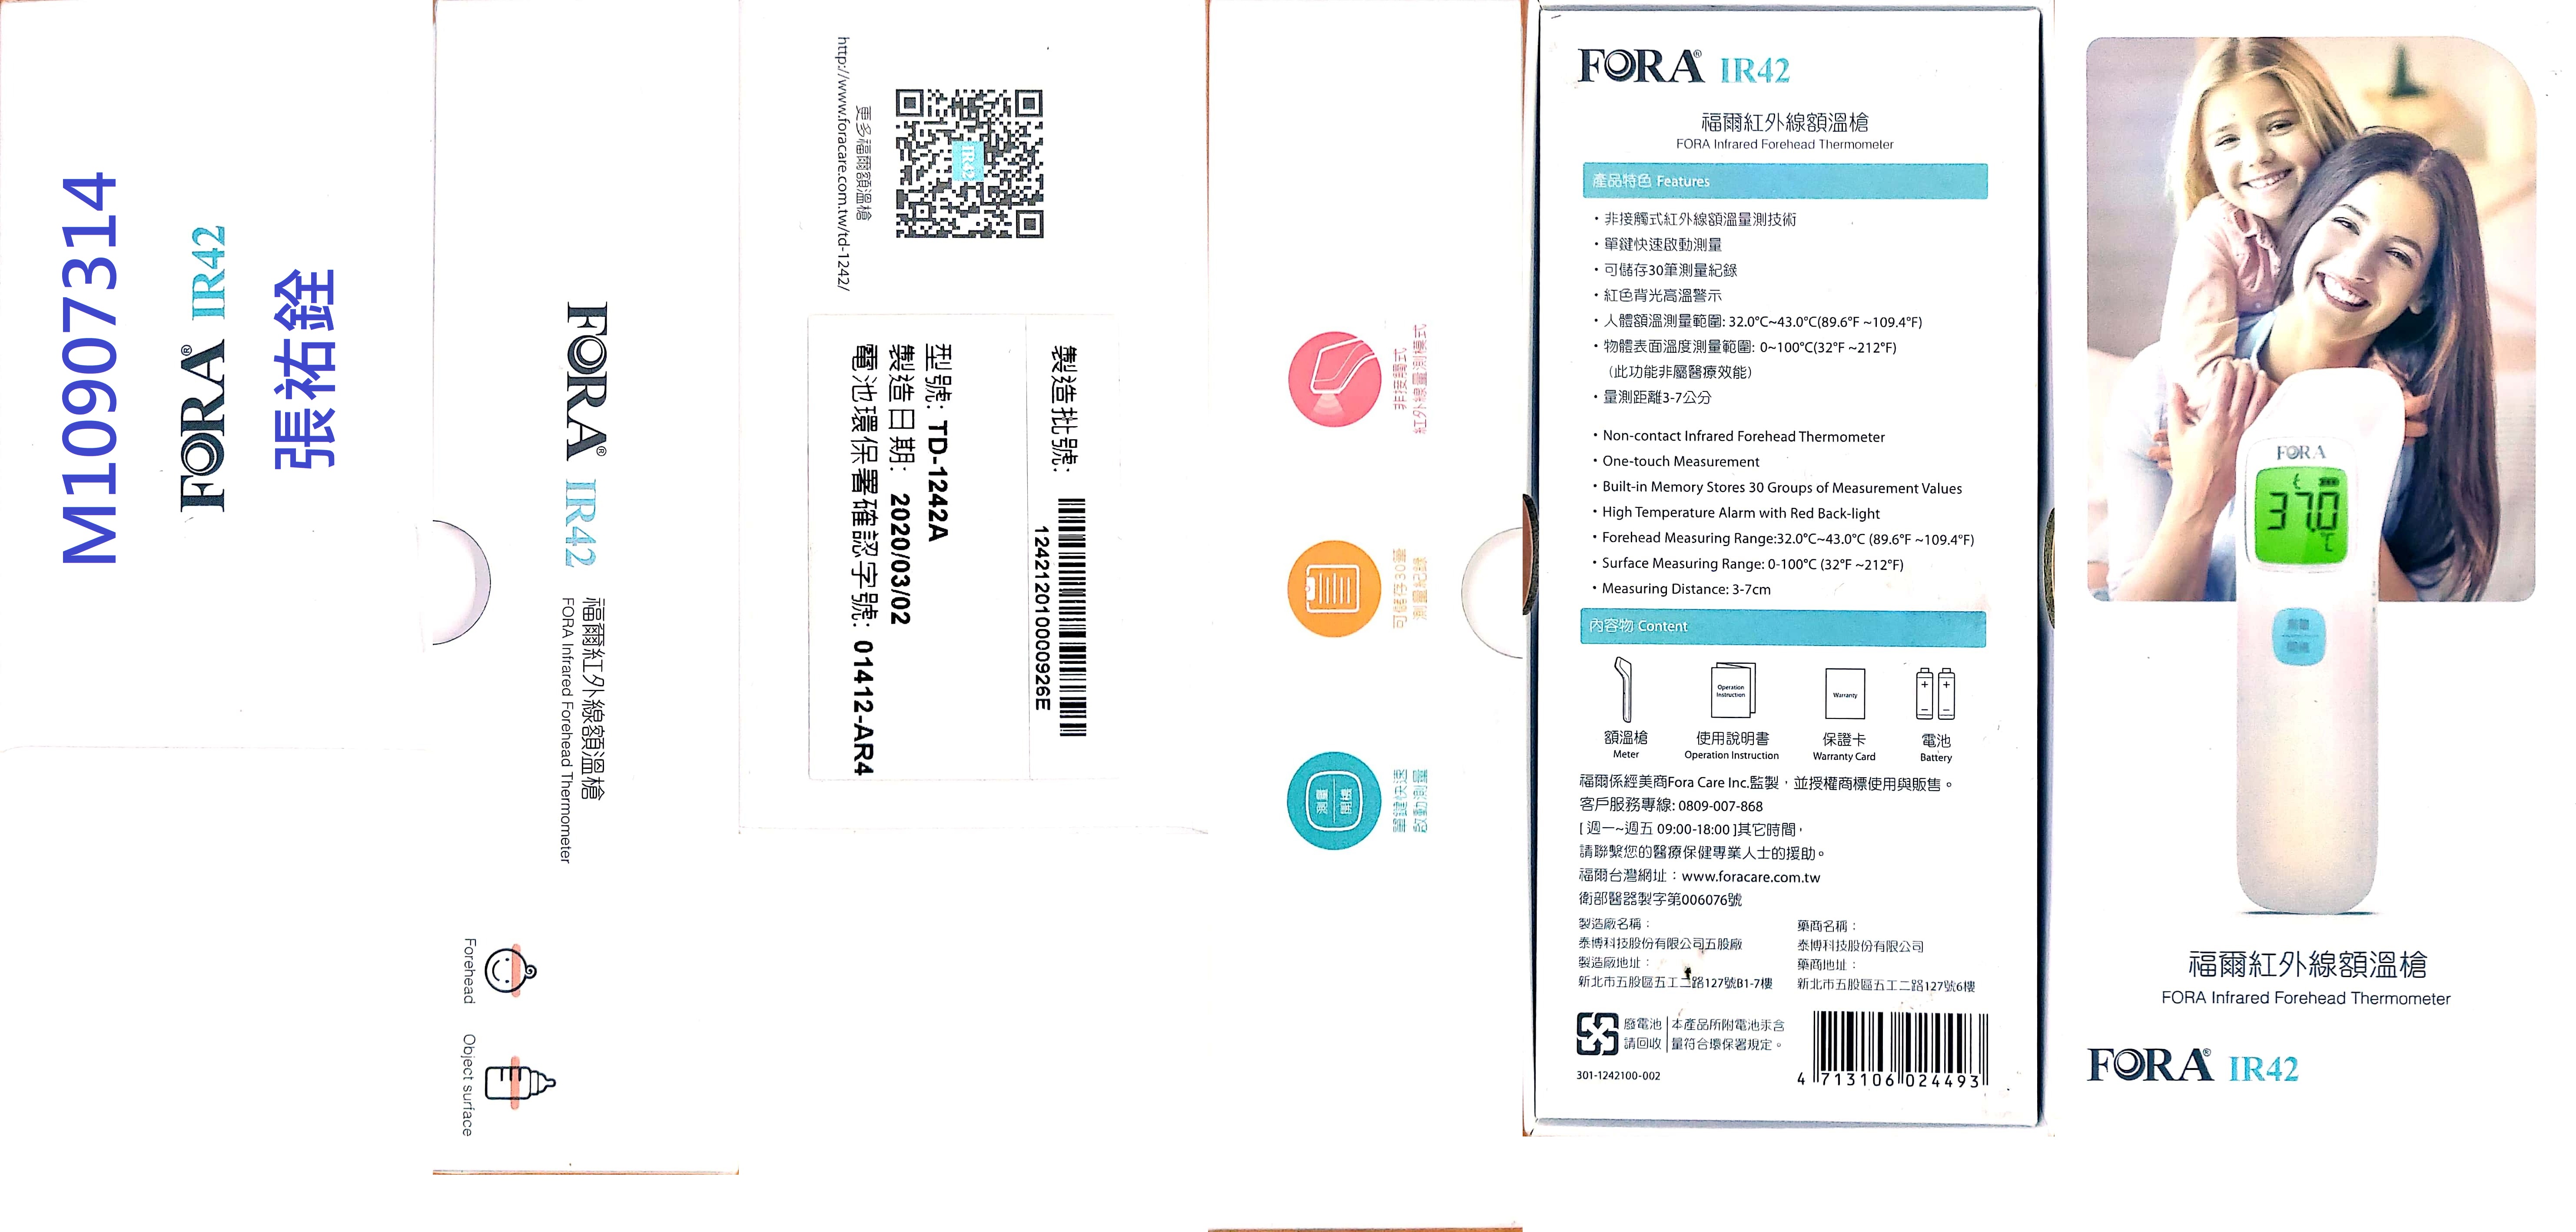 M10907314
FORA® IR42
張祐銓
FORA® IR42
福爾紅外線額溫槍
FORA Infrared Forehead Thermometer
Forehead
Object surface
IR42
更多福爾額溫槍
http://www.foracare.com.tw/td-1242/
製造批號:
1242120100000926E
型號: TD-1242A
製造日期: 2020/03/02
電池環保署確認字號: 01412-AR4
非接觸式
紅外線量測模式
可儲存30筆
測量紀錄
測量
開機
單鍵快速
啟動測量
FORA® IR42
福爾紅外線額溫槍
FORA Infrared Forehead Thermometer
產品特色 Features
・非接觸式紅外線額溫量測技術
・單鍵快速啟動測量
・可儲存30筆測量紀錄
・紅色背光高溫警示
・人體額溫測量範圍: 32.0°C~43.0°C(89.6°F ~109.4°F)
・物體表面溫度測量範圍: 0~100°C(32°F ~212°F)
(此功能非屬醫療效能)
・量測距離3-7公分
・Non-contact Infrared Forehead Thermometer
・One-touch Measurement
・Built-in Memory Stores 30 Groups of Measurement Values
・High Temperature Alarm with Red Back-light
・Forehead Measuring Range:32.0°C~43.0°C (89.6°F ~109.4°F)
・Surface Measuring Range: 0-100°C (32°F ~212°F)
・Measuring Distance: 3-7cm
內容物 Content
Operation
Instruction
Warranty
額溫槍 使用說明書 保證卡 電池
Meter Operation Instruction Warranty Card Battery
福爾係經美商Fora Care Inc.監製，並授權商標使用與販售。
客戶服務專線: 0809-007-868
[ 週一~週五 09:00-18:00 ]其它時間，
請聯繫您的醫療保健專業人士的援助。
福爾台灣網址：www.foracare.com.tw
衛部醫器製字第006076號
製造廠名稱：
泰博科技股份有限公司五股廠
製造廠地址：
新北市五股區五工二路127號B1-7樓
藥商名稱：
泰博科技股份有限公司
藥商地址：
新北市五股區五工二路127號6樓
廢電池
請回收
本產品所附電池汞含
量符合環保署規定。
301-1242100-002
4 713106 024493
FORA
37.0
°C
測量
開機
福爾紅外線額溫槍
FORA Infrared Forehead Thermometer
FORA® IR42